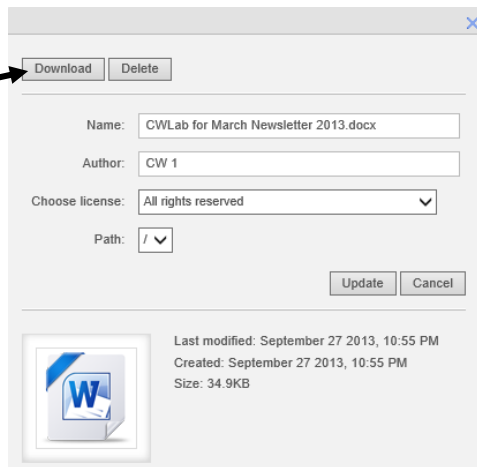 Download Delete
Name: CWLab for March Newsletter 2013.docx
Author: CW 1
Choose license: All rights reserved
Path: /
Update Cancel
Last modified: September 27 2013, 10:55 PM
Created: September 27 2013, 10:55 PM
Size: 34.9KB
W